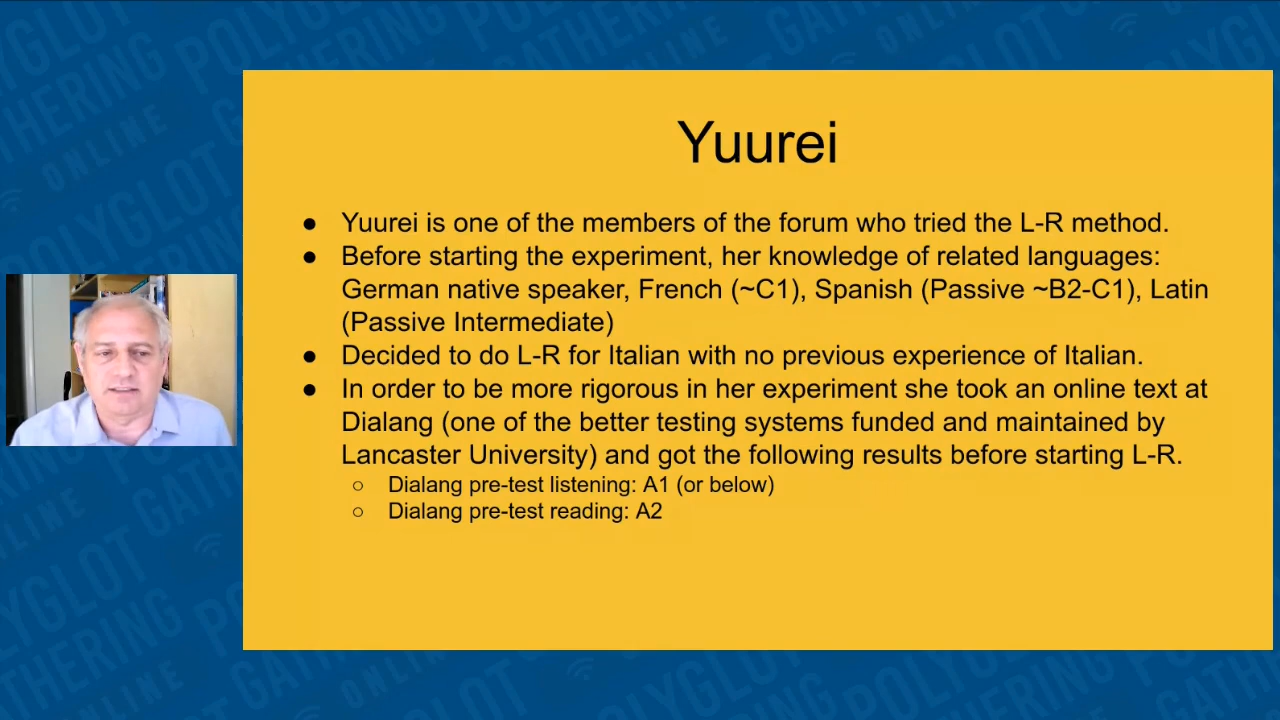 Yuurei
● Yuurei is one of the members of the forum who tried the L-R method.
● Before starting the experiment, her knowledge of related languages:
German native speaker, French (~C1), Spanish (Passive ~B2-C1), Latin
(Passive Intermediate)
● Decided to do L-R for Italian with no previous experience of Italian.
● In order to be more rigorous in her experiment she took an online text at
Dialang (one of the better testing systems funded and maintained by
Lancaster University) and got the following results before starting L-R.
○ Dialang pre-test listening: A1 (or below)
○ Dialang pre-test reading: A2
POLYGLOT
GATHERING
ONLINE